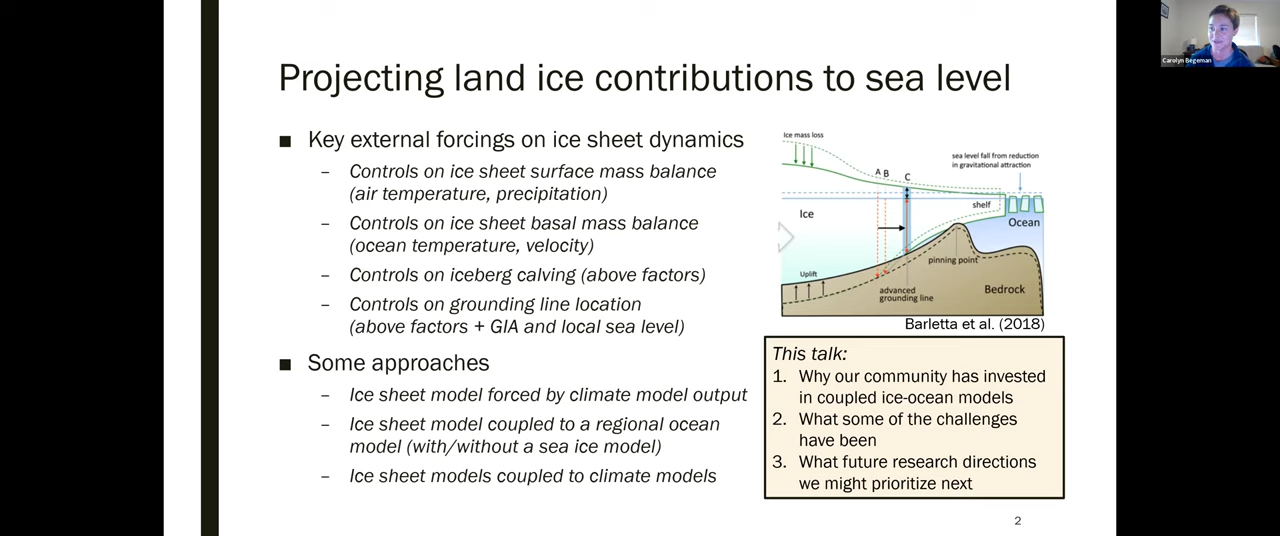 Projecting land ice contributions to sea level
■ Key external forcings on ice sheet dynamics
– Controls on ice sheet surface mass balance
(air temperature, precipitation)
– Controls on ice sheet basal mass balance
(ocean temperature, velocity)
– Controls on iceberg calving (above factors)
– Controls on grounding line location
(above factors + GIA and local sea level)
■ Some approaches
– Ice sheet model forced by climate model output
– Ice sheet model coupled to a regional ocean
model (with/without a sea ice model)
– Ice sheet models coupled to climate models
Ice mass loss
sea level fall from reduction
in gravitational attraction
A B C
shelf
Ice
Ocean
pinning point
Uplift
advanced
grounding line
Bedrock
Barletta et al. (2018)
This talk:
1. Why our community has invested
in coupled ice-ocean models
2. What some of the challenges
have been
3. What future research directions
we might prioritize next
2
Carolyn Begeman